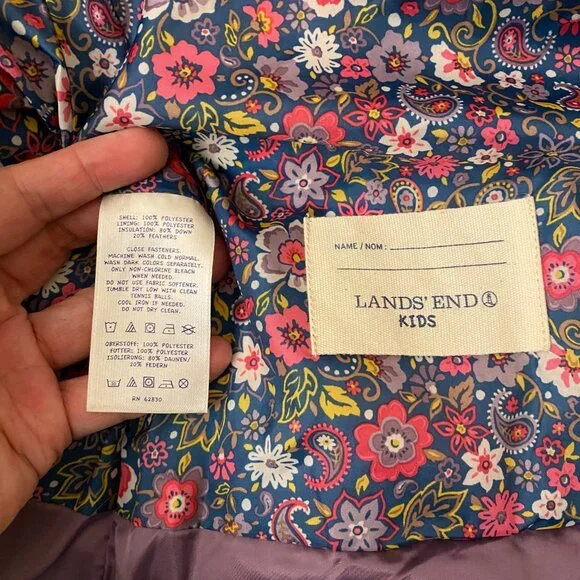 SHELL: 100% POLYESTER
LINING: 100% POLYESTER
INSULATION: 80% DOWN
20% FEATHERS
CLOSE FASTENERS.
MACHINE WASH COLD NORMAL.
WASH DARK COLORS SEPARATELY.
ONLY NON-CHLORINE BLEACH
WHEN NEEDED.
DO NOT USE FABRIC SOFTENER.
TUMBLE DRY LOW WITH CLEAN
TENNIS BALLS.
COOL IRON IF NEEDED.
DO NOT DRY CLEAN.
OBERSTOFF: 100% POLYESTER
FUTTER: 100% POLYESTER
ISOLIERUNG: 80% DAUNEN/
20% FEDERN
RN 62830
NAME / NOM :
LANDS' END
KIDS